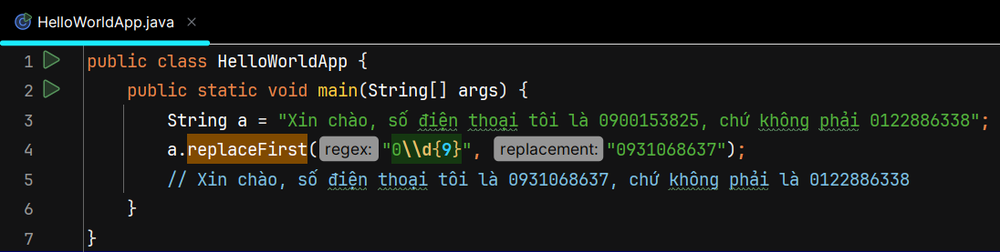 HelloWorldApp.java ×
1 public class HelloWorldApp {
2 public static void main(String[] args) {
3 String a = "Xin chào, số điện thoại tôi là 0900153825, chứ không phải 0122886338";
4 a.replaceFirst( regex: "0\\d{9}", replacement: "0931068637");
5 // Xin chào, số điện thoại tôi là 0931068637, chứ không phải là 0122886338
6 }
7 }